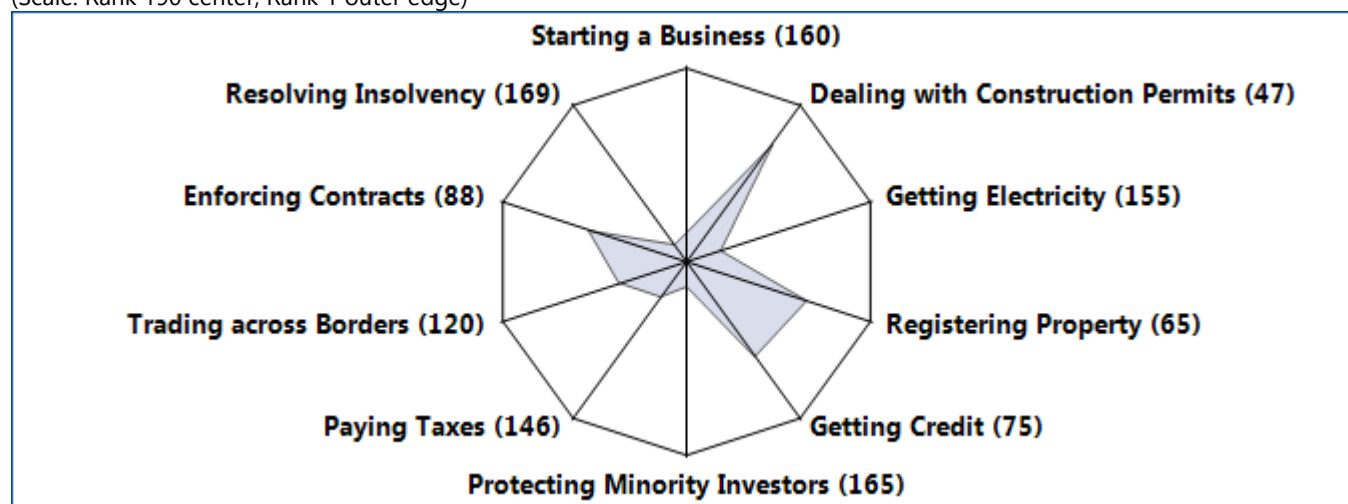 (Scale: Rank 190 center, Rank 1 outer edge)
Starting a Business (160)
Resolving Insolvency (169)
Dealing with Construction Permits (47)
Enforcing Contracts (88)
Getting Electricity (155)
Trading across Borders (120)
Registering Property (65)
Paying Taxes (146)
Getting Credit (75)
Protecting Minority Investors (165)